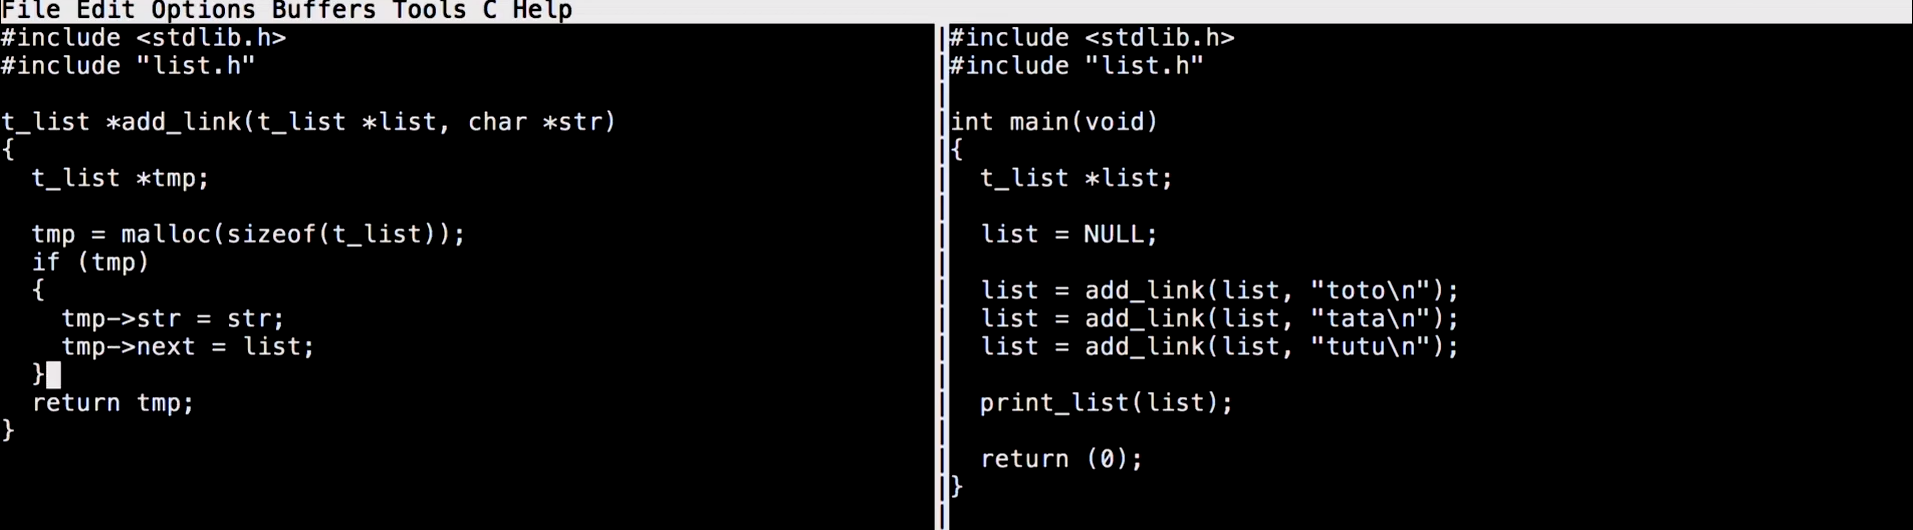 File Edit Options Buffers Tools C Help
#include <stdlib.h>
#include "list.h"
t_list *add_link(t_list *list, char *str)
{
t_list *tmp;
tmp = malloc(sizeof(t_list));
if (tmp)
{
tmp->str = str;
tmp->next = list;
}
return tmp;
}
#include <stdlib.h>
#include "list.h"
int main(void)
{
t_list *list;
list = NULL;
list = add_link(list, "toto\n");
list = add_link(list, "tata\n");
list = add_link(list, "tutu\n");
print_list(list);
return (0);
}